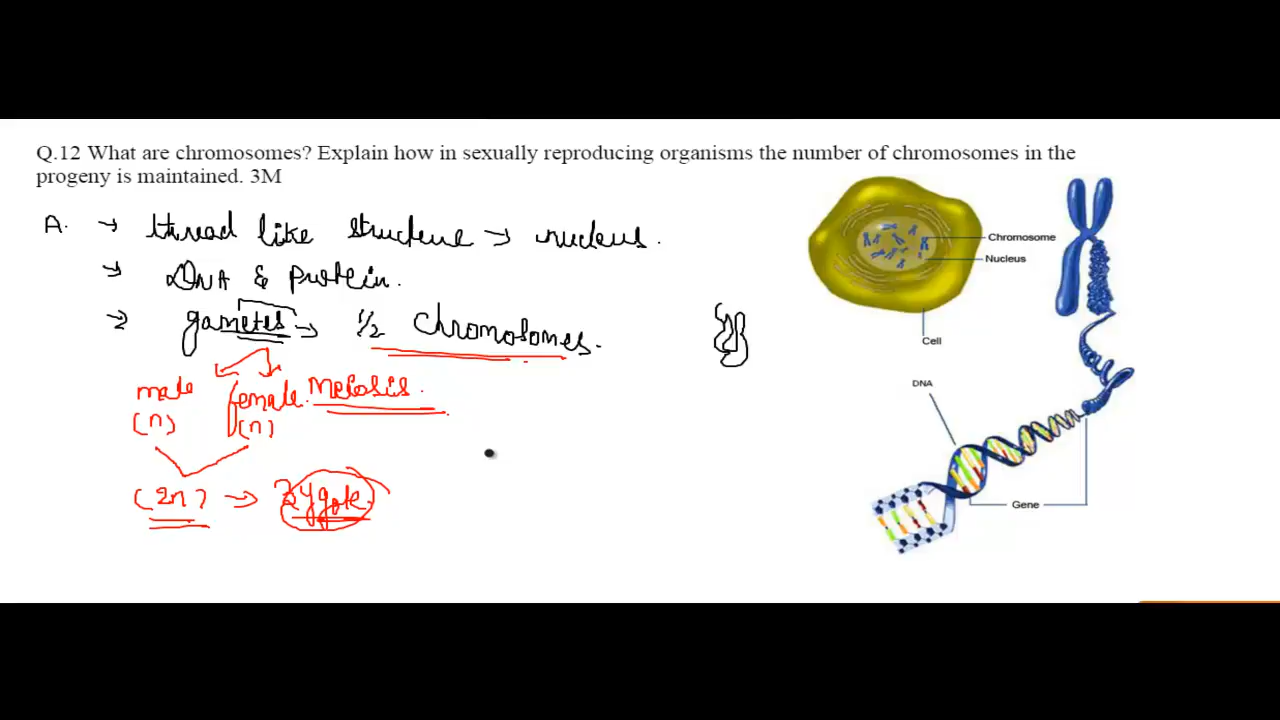 Q.12 What are chromosomes? Explain how in sexually reproducing organisms the number of chromosomes in the
progeny is maintained. 3M
A. → thread like structure → nucleus.
→ DNA & protein.
→ gametes → 1/2 chromosomes.
male female. Meiosis.
(n) (n)
(2n) → Zygote.
Chromosome
Nucleus
Cell
DNA
Gene